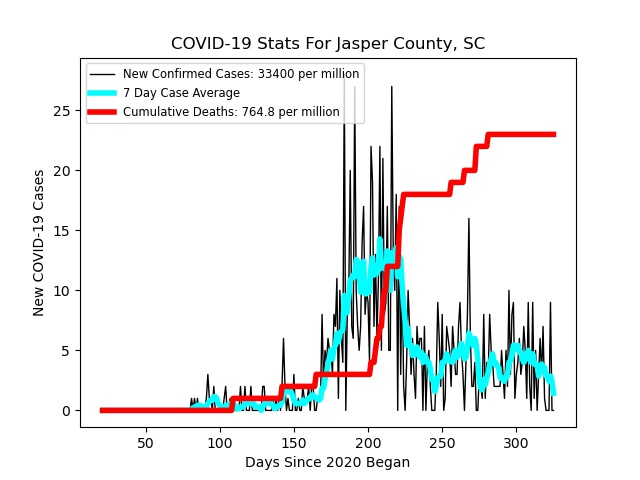 COVID-19 Stats For Jasper County, SC
New Confirmed Cases: 33400 per million
7 Day Case Average
Cumulative Deaths: 764.8 per million
New COVID-19 Cases
25
20
15
10
5
0
50 100 150 200 250 300
Days Since 2020 Began